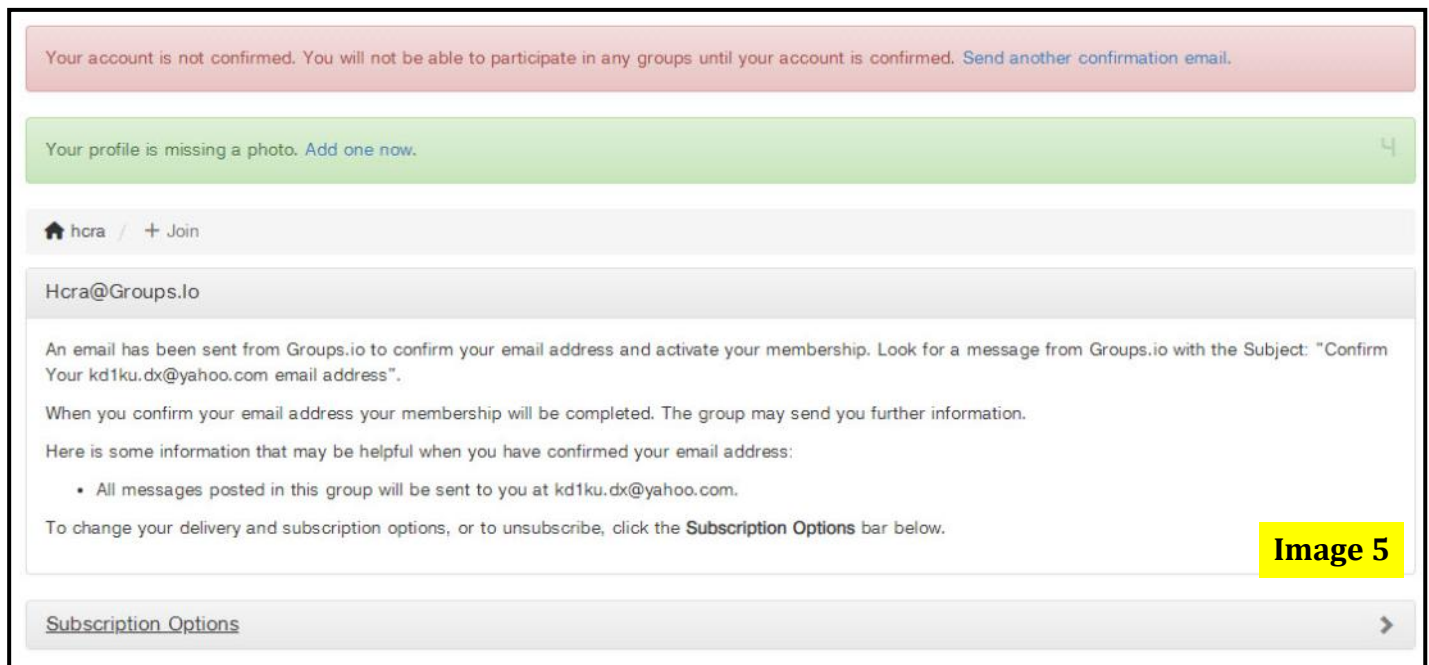 Your account is not confirmed. You will not be able to participate in any groups until your account is confirmed. Send another confirmation email.
Your profile is missing a photo. Add one now.
hcra / + Join
Hcra@Groups.Io
An email has been sent from Groups.io to confirm your email address and activate your membership. Look for a message from Groups.io with the Subject: "Confirm
Your kd1ku.dx@yahoo.com email address".
When you confirm your email address your membership will be completed. The group may send you further information.
Here is some information that may be helpful when you have confirmed your email address:
• All messages posted in this group will be sent to you at kd1ku.dx@yahoo.com.
To change your delivery and subscription options, or to unsubscribe, click the Subscription Options bar below.
Image 5
Subscription Options